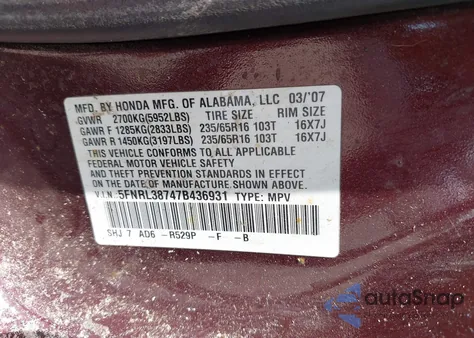 MFD. BY HONDA MFG. OF ALABAMA, LLC 03/'07
GVWR 2700KG(5952LBS) TIRE SIZE RIM SIZE
GAWR F 1285KG(2833LBS) 235/65R16 103T 16X7J
GAWR R 1450KG(3197LBS) 235/65R16 103T 16X7J
THIS VEHICLE CONFORMS TO ALL APPLICABLE
FEDERAL MOTOR VEHICLE SAFETY AND THEFT
PREVENTION STANDARDS IN EFFECT ON THE
DATE OF MANUFACTURE SHOWN ABOVE.
V.I.N. 5FNRL38747B436931 TYPE: MPV
SHJ 7 AD6 -R529P -F -B
autoSnap